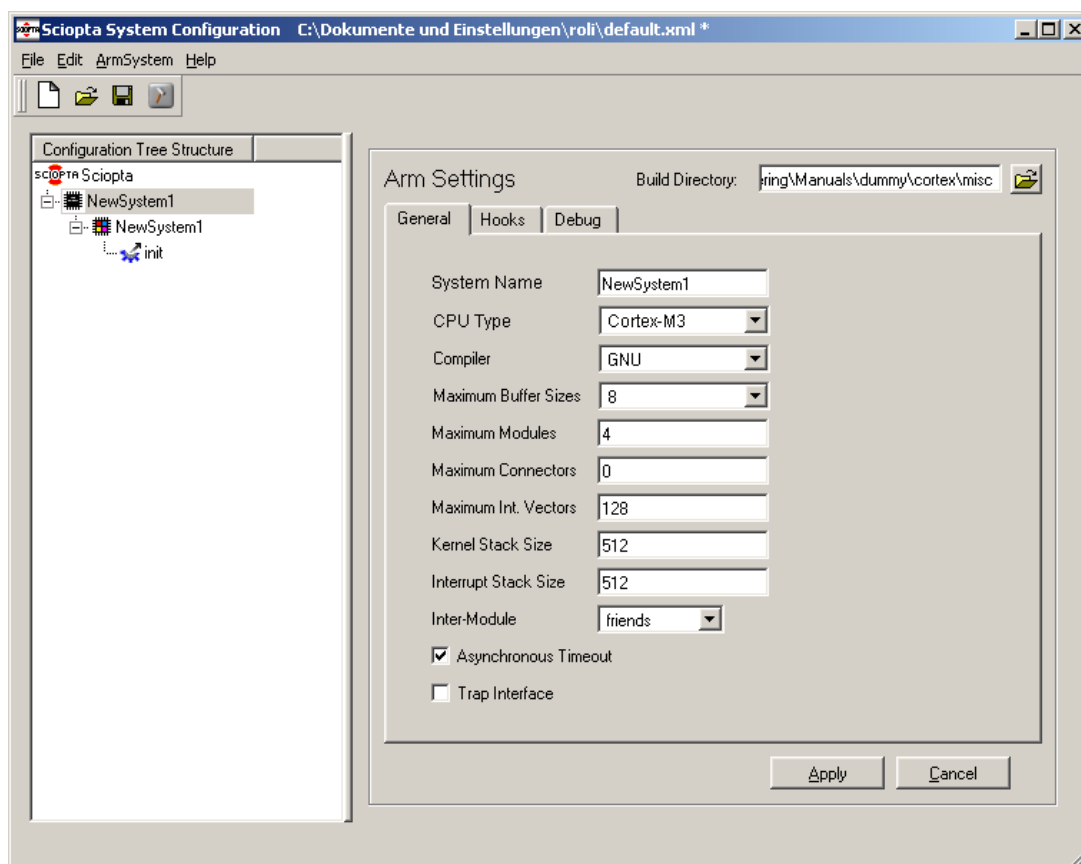 Sciopta System Configuration C:\Dokumente und Einstellungen\roli\default.xml *
File Edit ArmSystem Help
Configuration Tree Structure
SCIOPTA Sciopta
NewSystem1
NewSystem1
init
Arm Settings
Build Directory: ring\Manuals\dummy\cortex\misc
General Hooks Debug
System Name NewSystem1
CPU Type Cortex-M3
Compiler GNU
Maximum Buffer Sizes 8
Maximum Modules 4
Maximum Connectors 0
Maximum Int. Vectors 128
Kernel Stack Size 512
Interrupt Stack Size 512
Inter-Module friends
Asynchronous Timeout
Trap Interface
Apply Cancel